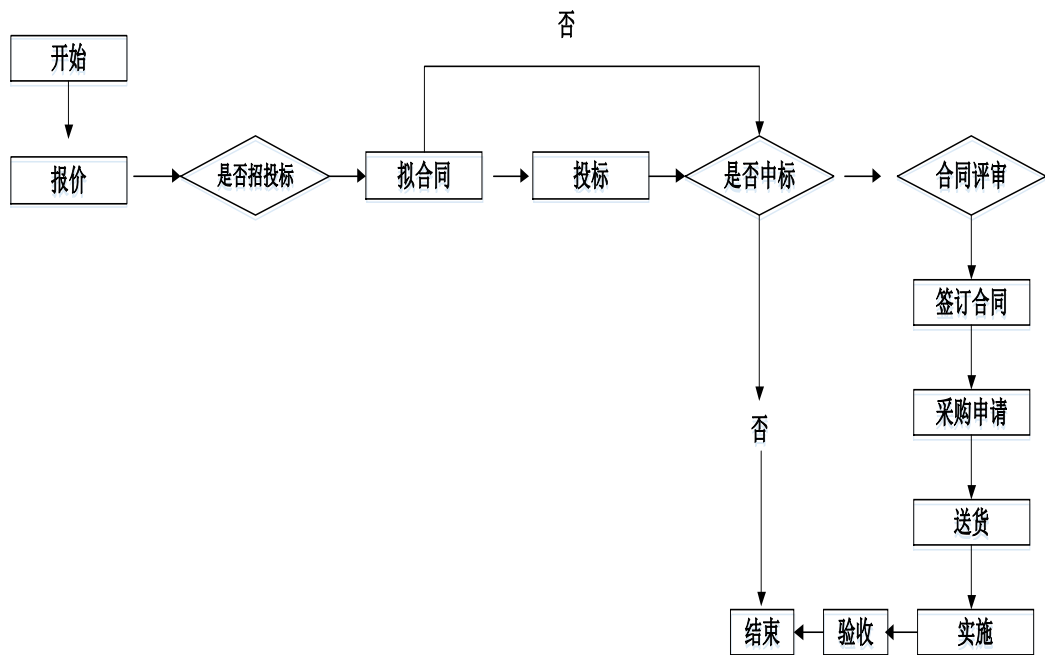 否
开始
报价
是否招投标
拟合同
投标
是否中标
合同评审
签订合同
采购申请
否
送货
结束
验收
实施